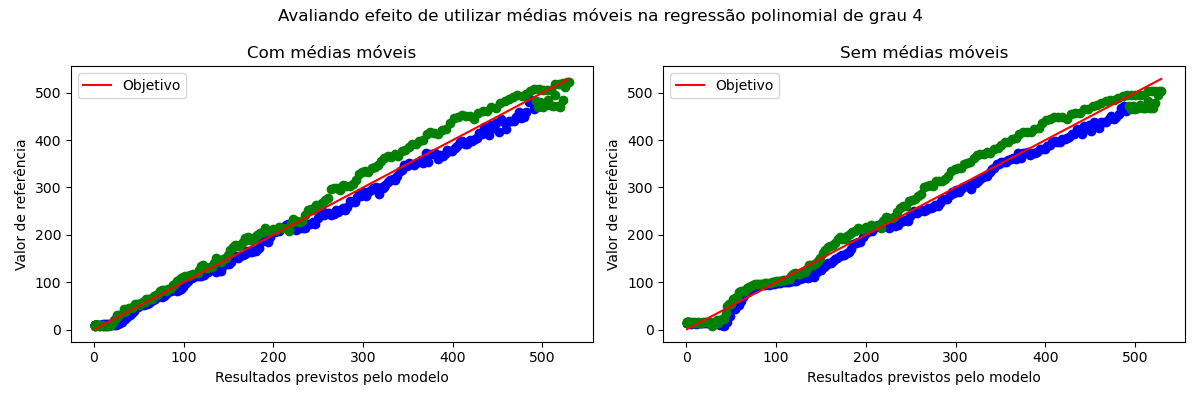 Avaliando efeito de utilizar médias móveis na regressão polinomial de grau 4
Com médias móveis
Objetivo
500
400
300
200
100
0
Valor de referência
0 100 200 300 400 500
Resultados previstos pelo modelo
Sem médias móveis
Objetivo
500
400
300
200
100
0
Valor de referência
0 100 200 300 400 500
Resultados previstos pelo modelo